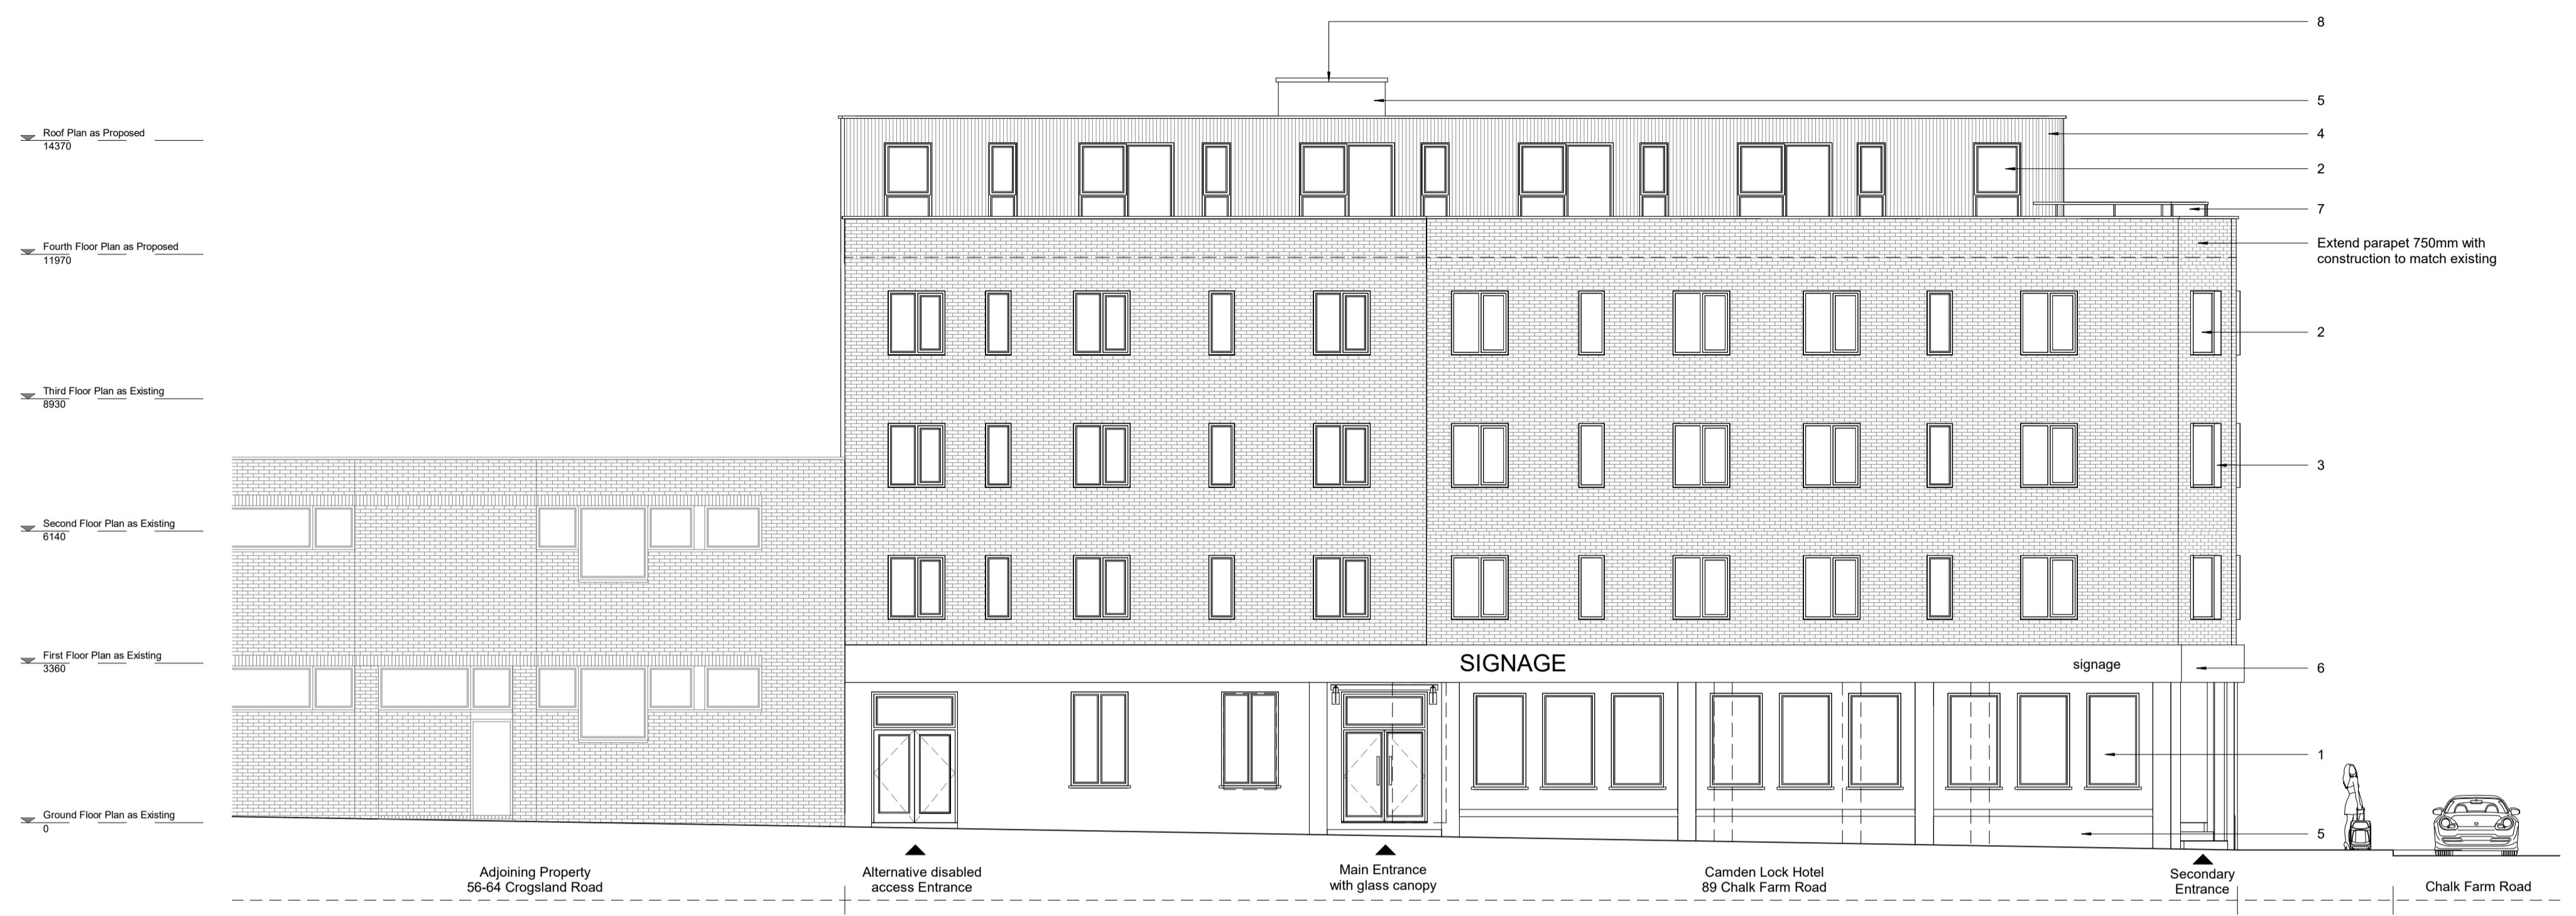 8
5
Roof Plan as Proposed
14370
4
2
7
Fourth Floor Plan as Proposed
11970
Extend parapet 750mm with
construction to match existing
2
Third Floor Plan as Existing
8930
3
Second Floor Plan as Existing
6140
First Floor Plan as Existing
3360
SIGNAGE
signage
6
1
Ground Floor Plan as Existing
0
5
Adjoining Property
56-64 Crogsland Road
Alternative disabled
access Entrance
Main Entrance
with glass canopy
Camden Lock Hotel
89 Chalk Farm Road
Secondary
Entrance
Chalk Farm Road